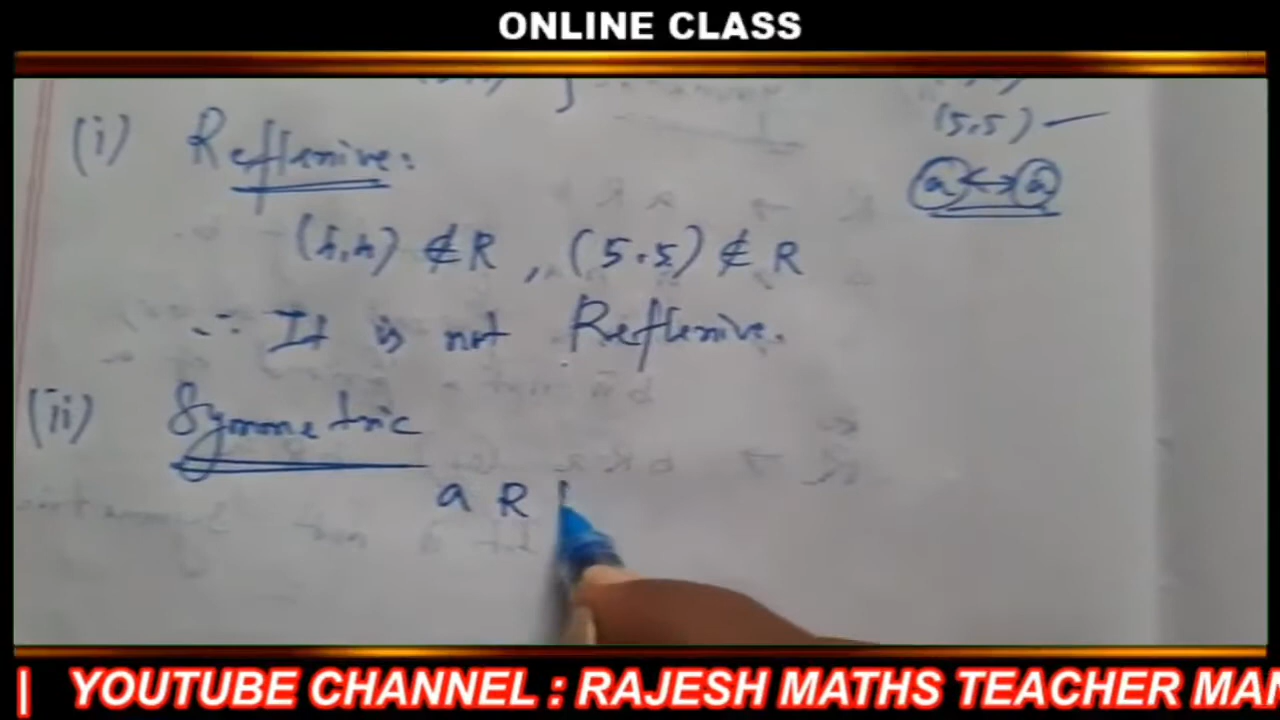 ONLINE CLASS
(5,5)
(i) Reflexive:
a ↔ a
(4,4) ∉ R , (5,5) ∉ R
∴ It is not Reflexive.
(ii) Symmetric
a R
| YOUTUBE CHANNEL : RAJESH MATHS TEACHER MAN